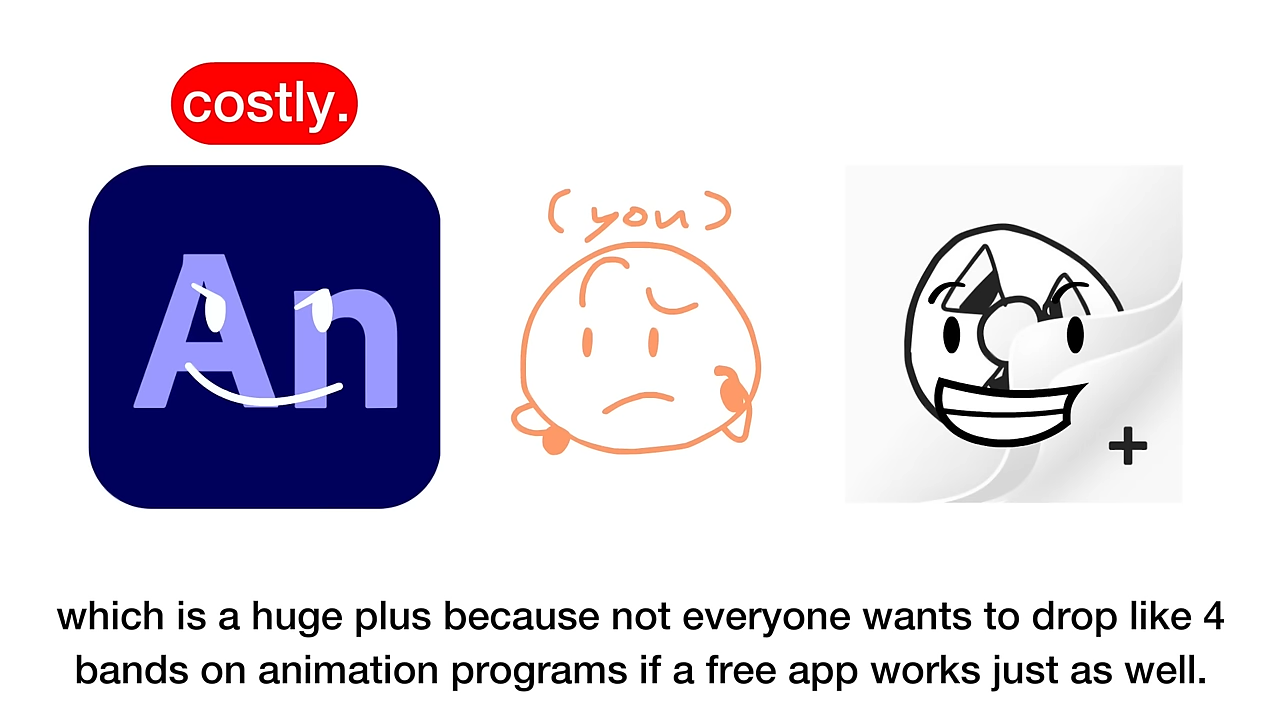 costly.
An
(you)
which is a huge plus because not everyone wants to drop like 4
bands on animation programs if a free app works just as well.